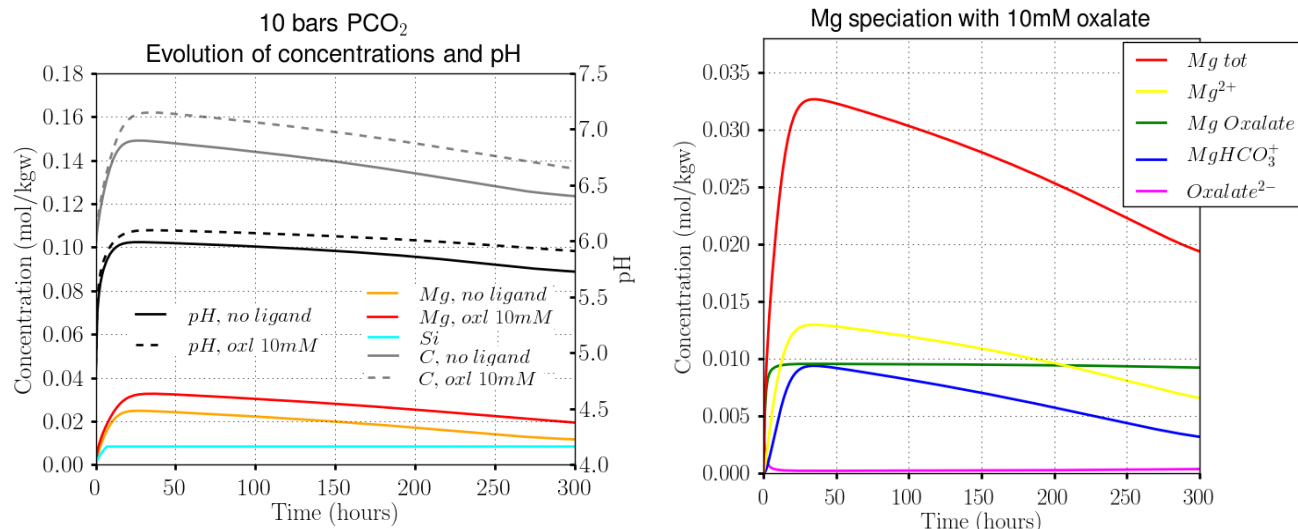 10 bars PCO₂
Evolution of concentrations and pH
0.18
0.16
0.14
0.12
0.10
0.08
0.06
0.04
0.02
0.00
Concentration (mol/kgw)
7.5
7.0
6.5
6.0
5.5
5.0
4.5
4.0
pH
pH, no ligand
pH, oxl 10mM
Mg, no ligand
Mg, oxl 10mM
Si
C, no ligand
C, oxl 10mM
0 50 100 150 200 250 300
Time (hours)
Mg speciation with 10mM oxalate
0.035
0.030
0.025
0.020
0.015
0.010
0.005
0.000
Concentration (mol/kgw)
Mg tot
Mg²⁺
Mg Oxalate
MgHCO₃⁺
Oxalate²⁻
0 50 100 150 200 250 300
Time (hours)